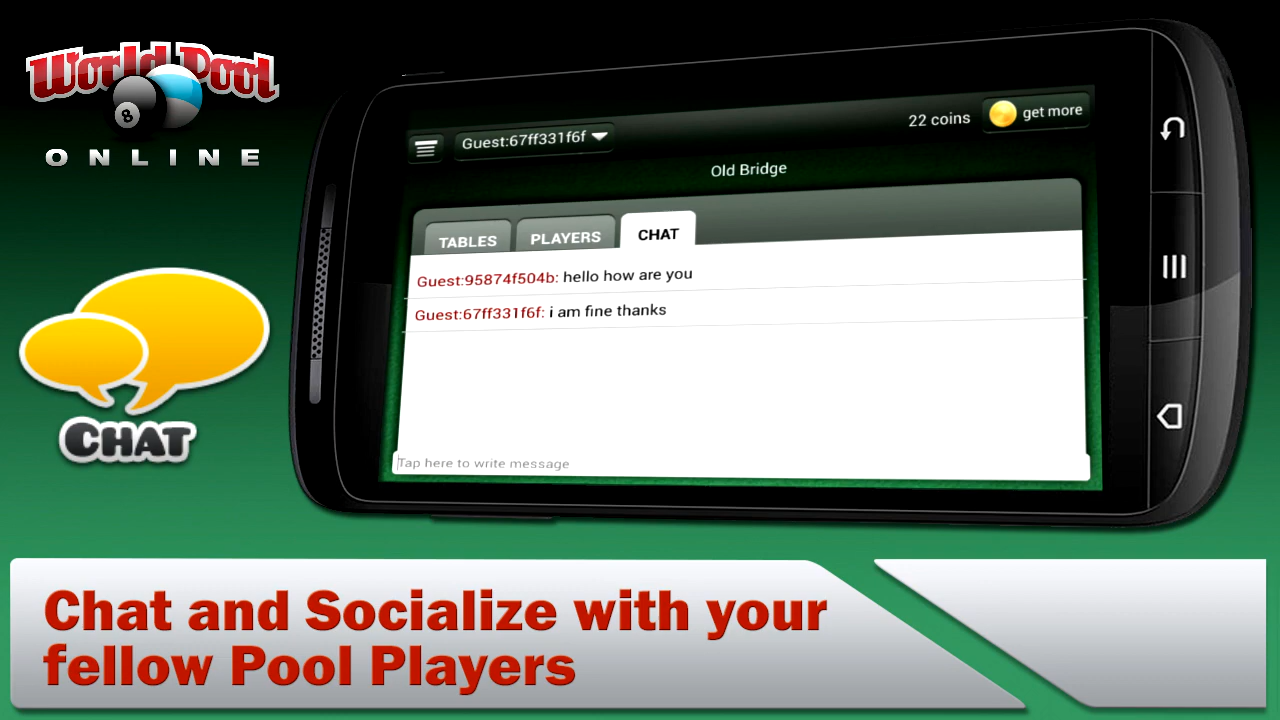 World Pool
8
ONLINE
Guest:67ff331f6f
22 coins
get more
Old Bridge
TABLES
PLAYERS
CHAT
Guest:95874f504b: hello how are you
Guest:67ff331f6f: i am fine thanks
Tap here to write message
CHAT
Chat and Socialize with your
fellow Pool Players